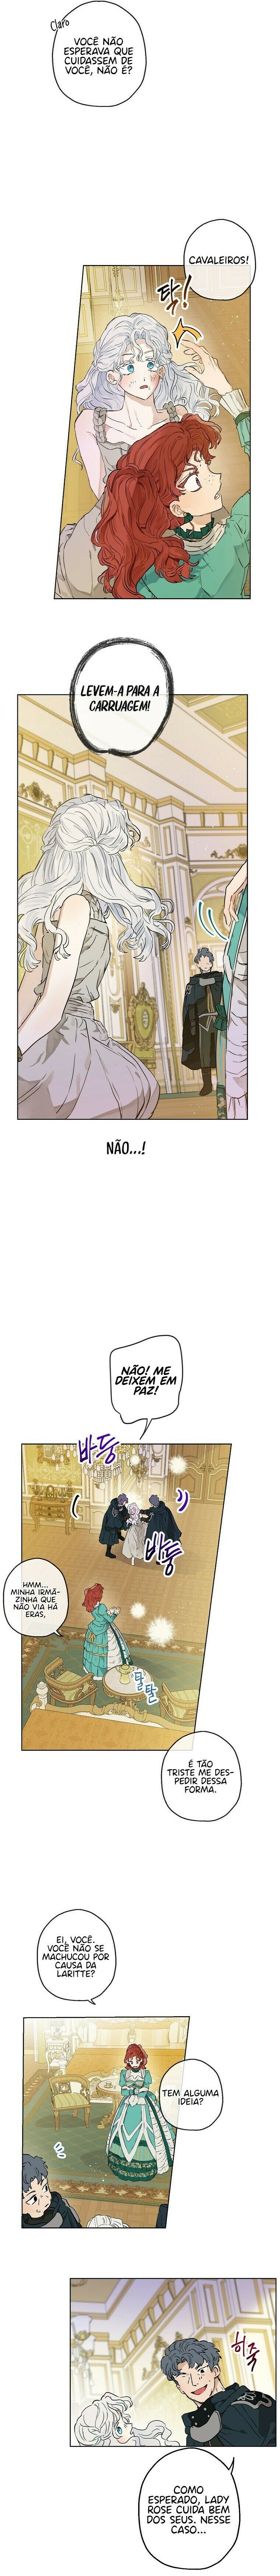 Claro
VOCÊ NÃO
ESPERAVA QUE
CUIDASSEM DE
VOCÊ, NÃO É?
CAVALEIROS!
탁!
LEVEM-A PARA A
CARRUAGEM!
NÃO...!
NÃO! ME
DEIXEM EM
PAZ!
바둥
바둥
HMM...
MINHA IRMÃ-
ZINHA QUE
NÃO VIA HÁ
ERAS,
탈
탈
É TÃO
TRISTE ME DES-
PEDIR DESSA
FORMA.
EI, VOCÊ.
VOCÊ NÃO SE
MACHUCOU POR
CAUSA DA
LARITTE?
TEM ALGUMA
IDEIA?
히죽
COMO
ESPERADO, LADY
ROSE CUIDA BEM
DOS SEUS. NESSE
CASO...